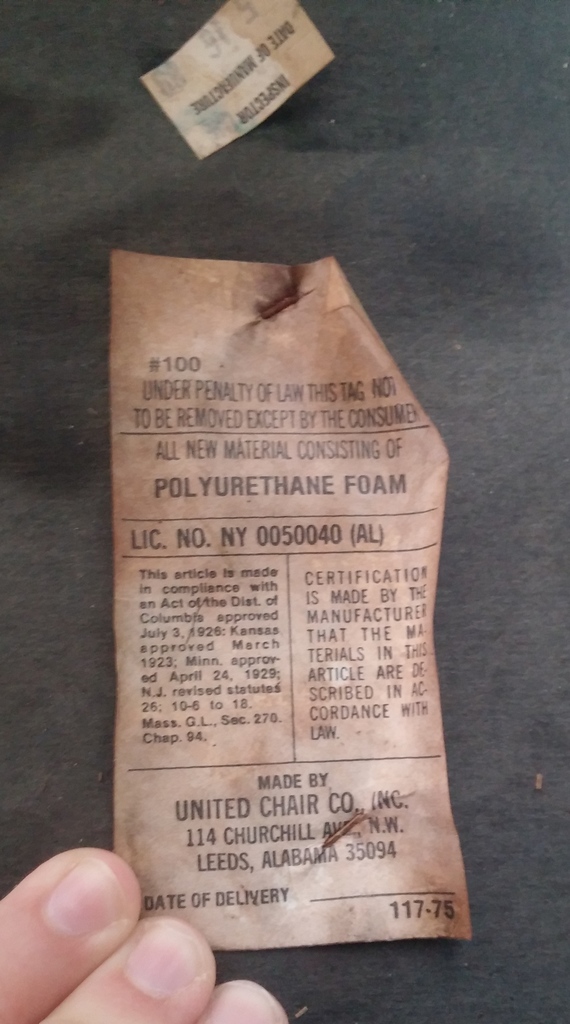 INSPECTOR
DATE OF MANUFACTURE
#100
UNDER PENALTY OF LAW THIS TAG NOT
TO BE REMOVED EXCEPT BY THE CONSUMER
ALL NEW MATERIAL CONSISTING OF
POLYURETHANE FOAM
LIC. NO. NY 0050040 (AL)
This article is made
in compliance with
an Act of the Dist. of
Columbia approved
July 3, 1926; Kansas
approved March
1923; Minn. approv-
ed April 24, 1929;
N.J. revised statutes
26; 10-6 to 18.
Mass. G.L., Sec. 270.
Chap. 94.
CERTIFICATION
IS MADE BY THE
MANUFACTURER
THAT THE MA-
TERIALS IN THIS
ARTICLE ARE DE-
SCRIBED IN AC-
CORDANCE WITH
LAW.
MADE BY
UNITED CHAIR CO., INC.
114 CHURCHILL AVE., N.W.
LEEDS, ALABAMA 35094
DATE OF DELIVERY
117-75